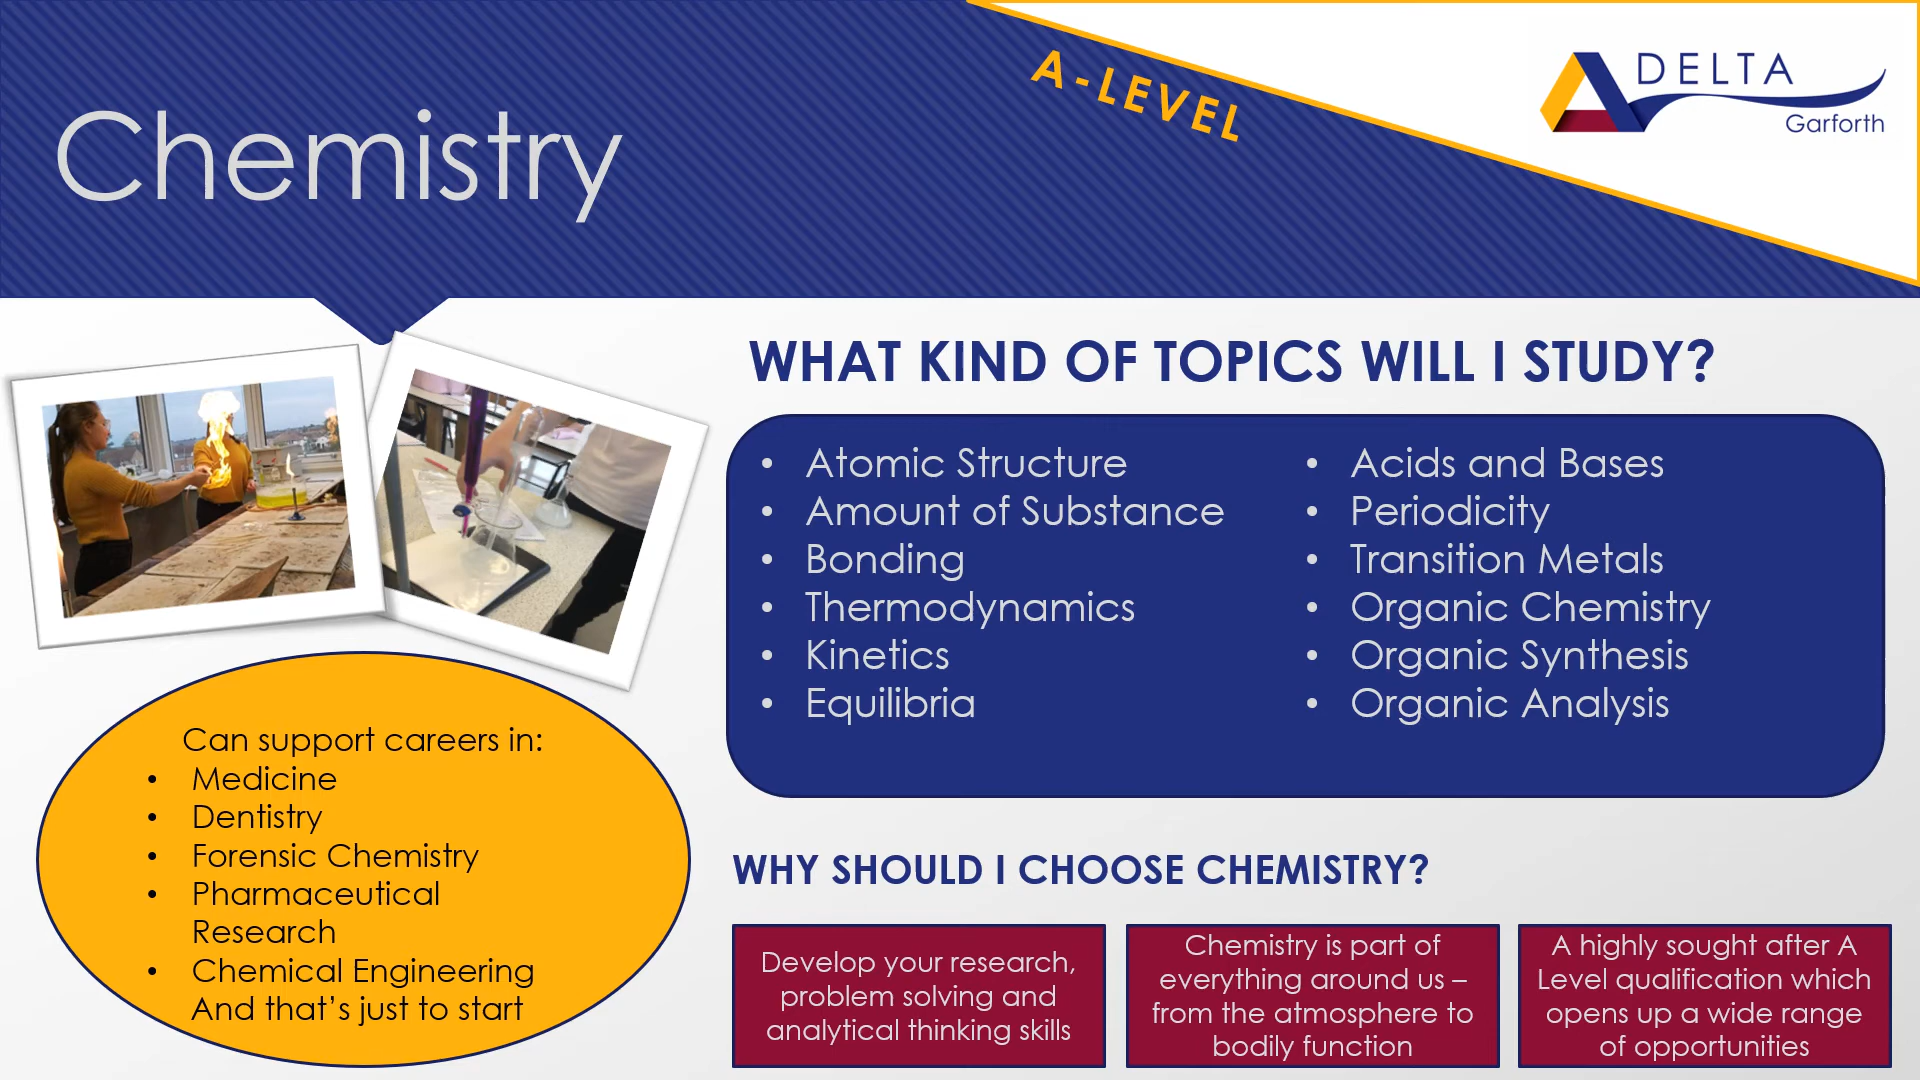 Chemistry
A-LEVEL
DELTA
Garforth
WHAT KIND OF TOPICS WILL I STUDY?
• Atomic Structure
• Amount of Substance
• Bonding
• Thermodynamics
• Kinetics
• Equilibria
• Acids and Bases
• Periodicity
• Transition Metals
• Organic Chemistry
• Organic Synthesis
• Organic Analysis
Can support careers in:
• Medicine
• Dentistry
• Forensic Chemistry
• Pharmaceutical
Research
• Chemical Engineering
And that’s just to start
WHY SHOULD I CHOOSE CHEMISTRY?
Develop your research,
problem solving and
analytical thinking skills
Chemistry is part of
everything around us –
from the atmosphere to
bodily function
A highly sought after A
Level qualification which
opens up a wide range
of opportunities